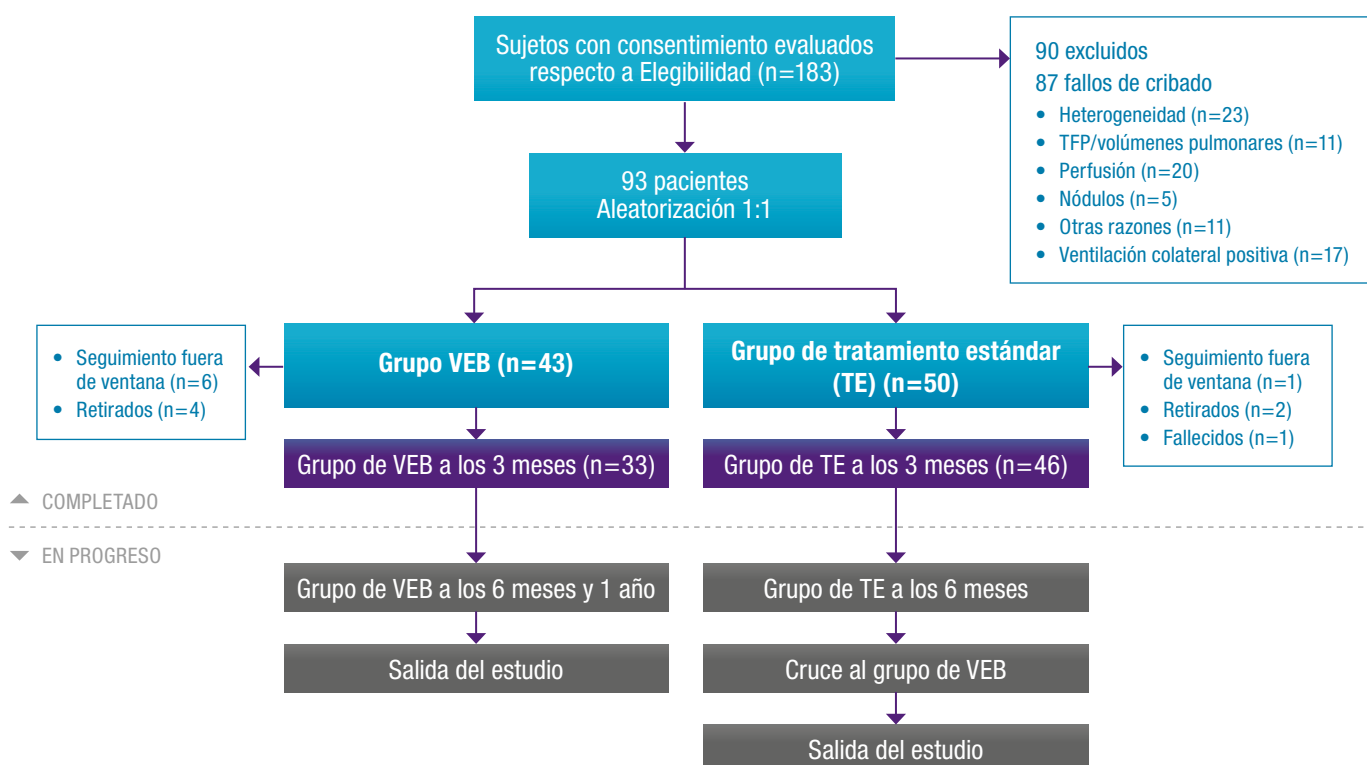 Sujetos con consentimiento evaluados
respecto a Elegibilidad (n=183)
90 excluidos
87 fallos de cribado
• Heterogeneidad (n=23)
• TFP/volúmenes pulmonares (n=11)
• Perfusión (n=20)
• Nódulos (n=5)
• Otras razones (n=11)
• Ventilación colateral positiva (n=17)
93 pacientes
Aleatorización 1:1
• Seguimiento fuera
de ventana (n=6)
• Retirados (n=4)
Grupo VEB (n=43)
Grupo de tratamiento estándar
(TE) (n=50)
• Seguimiento fuera
de ventana (n=1)
• Retirados (n=2)
• Fallecidos (n=1)
Grupo de VEB a los 3 meses (n=33)
Grupo de TE a los 3 meses (n=46)
COMPLETADO
EN PROGRESO
Grupo de VEB a los 6 meses y 1 año
Grupo de TE a los 6 meses
Salida del estudio
Cruce al grupo de VEB
Salida del estudio